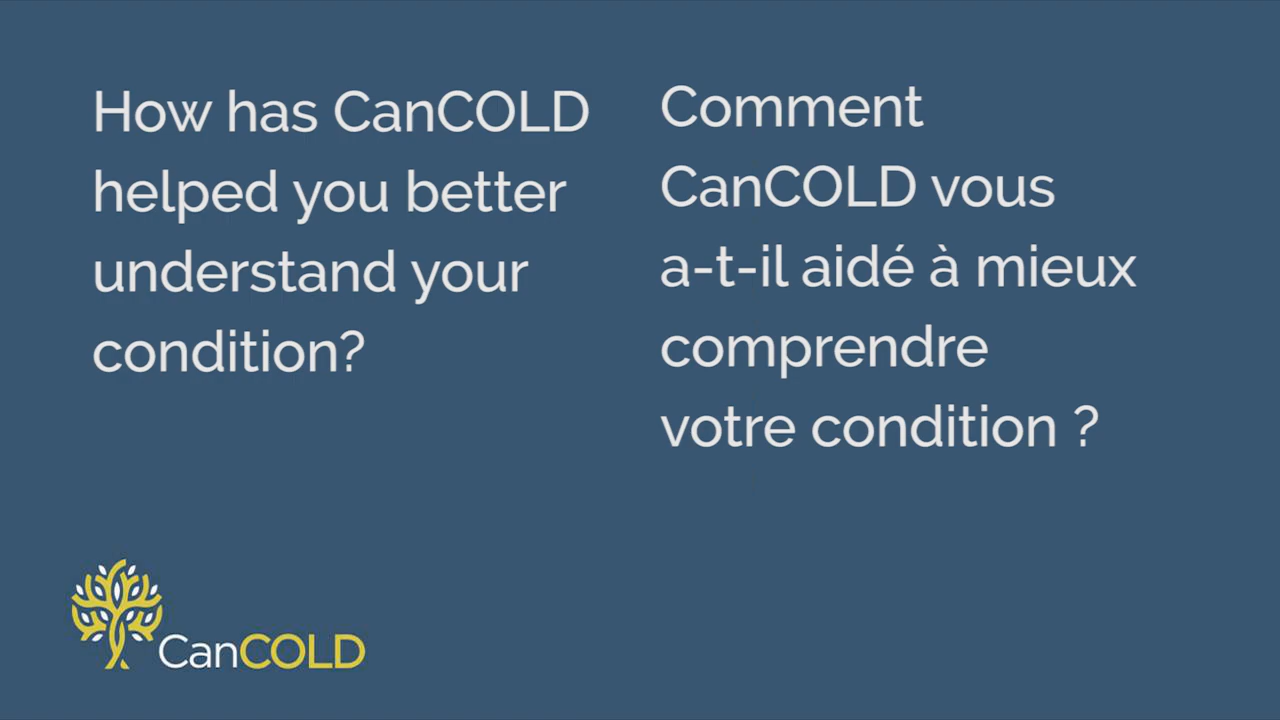 How has CanCOLD
helped you better
understand your
condition?
Comment
CanCOLD vous
a-t-il aidé à mieux
comprendre
votre condition ?
CanCOLD